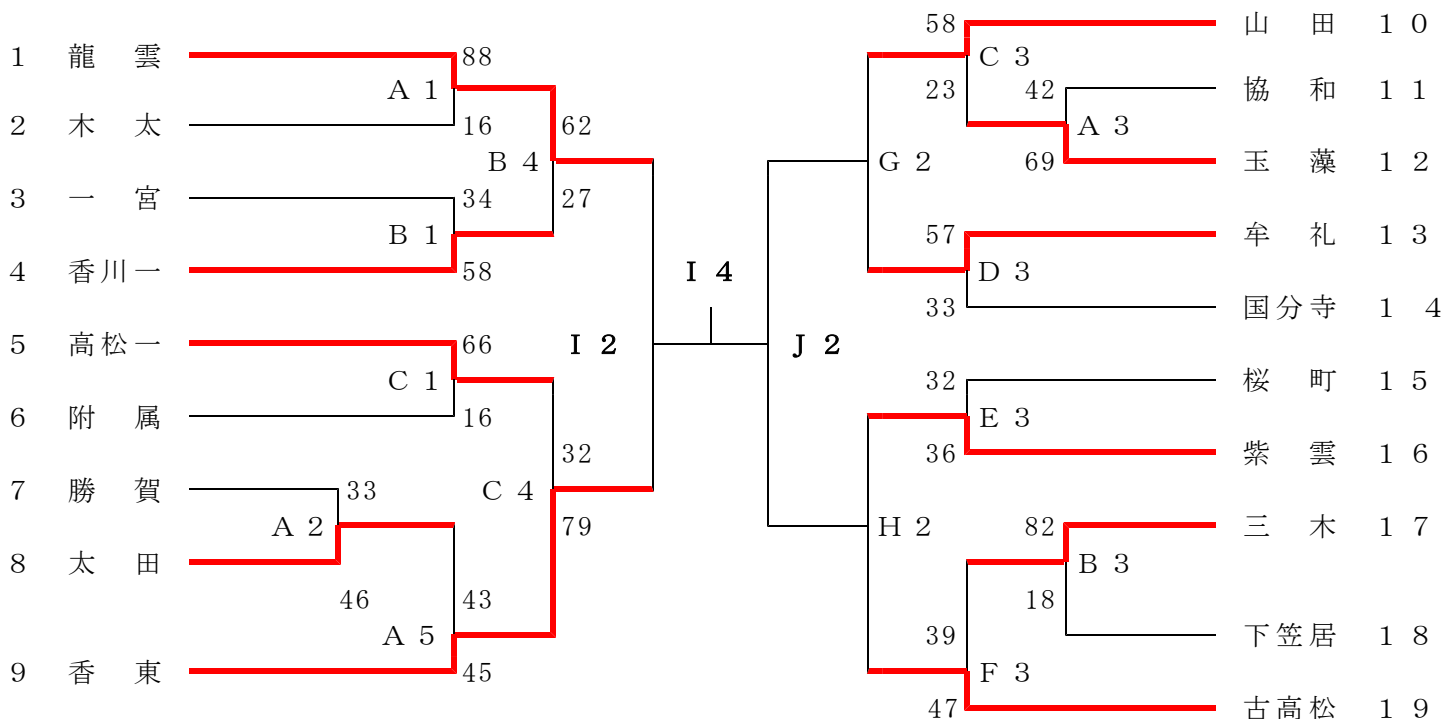 58 山 田 １０
1 龍 雲 88 C 3
A 1 23 42 協 和 １１
2 木 太 16 62 A 3
B 4 G 2 69 玉 藻 １２
3 一 宮 34 27
B 1 57 牟 礼 １３
4 香川一 58 I 4 D 3
33 国分寺 １ ４
5 高松一 66 I 2 J 2
C 1 32 桜 町 １５
6 附 属 16 E 3
32 36 紫 雲 １６
7 勝 賀 33 C 4
A 2 79 H 2 82 三 木 １７
8 太 田 B 3
46 43 18
A 5 39 下笠居 １８
9 香 東 45 F 3
47 古高松 １９